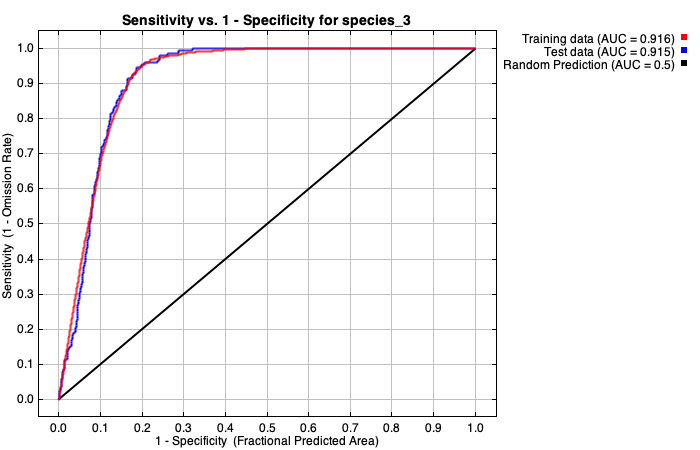 Sensitivity vs. 1 - Specificity for species_3
Training data (AUC = 0.916)
Test data (AUC = 0.915)
Random Prediction (AUC = 0.5)
Sensitivity (1 - Omission Rate)
1.0
0.9
0.8
0.7
0.6
0.5
0.4
0.3
0.2
0.1
0.0
0.0 0.1 0.2 0.3 0.4 0.5 0.6 0.7 0.8 0.9 1.0
1 - Specificity (Fractional Predicted Area)